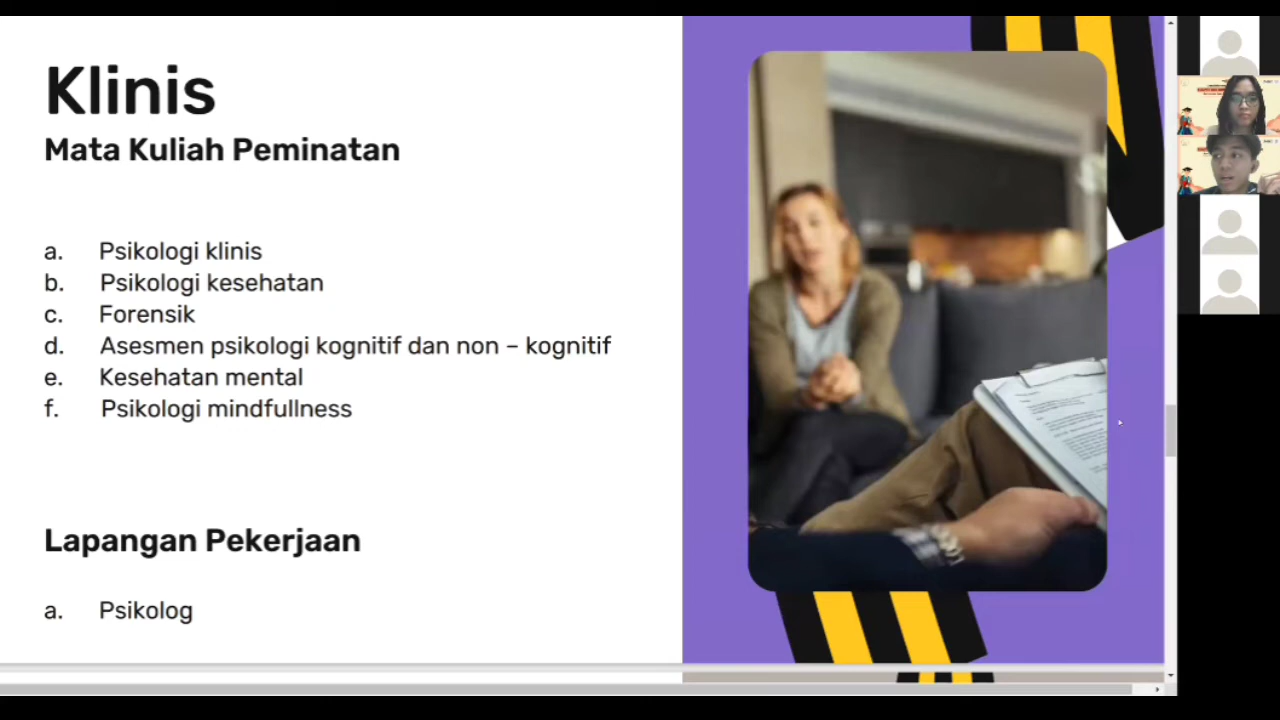 Klinis
Mata Kuliah Peminatan
a. Psikologi klinis
b. Psikologi kesehatan
c. Forensik
d. Asesmen psikologi kognitif dan non – kognitif
e. Kesehatan mental
f. Psikologi mindfullness
Lapangan Pekerjaan
a. Psikolog